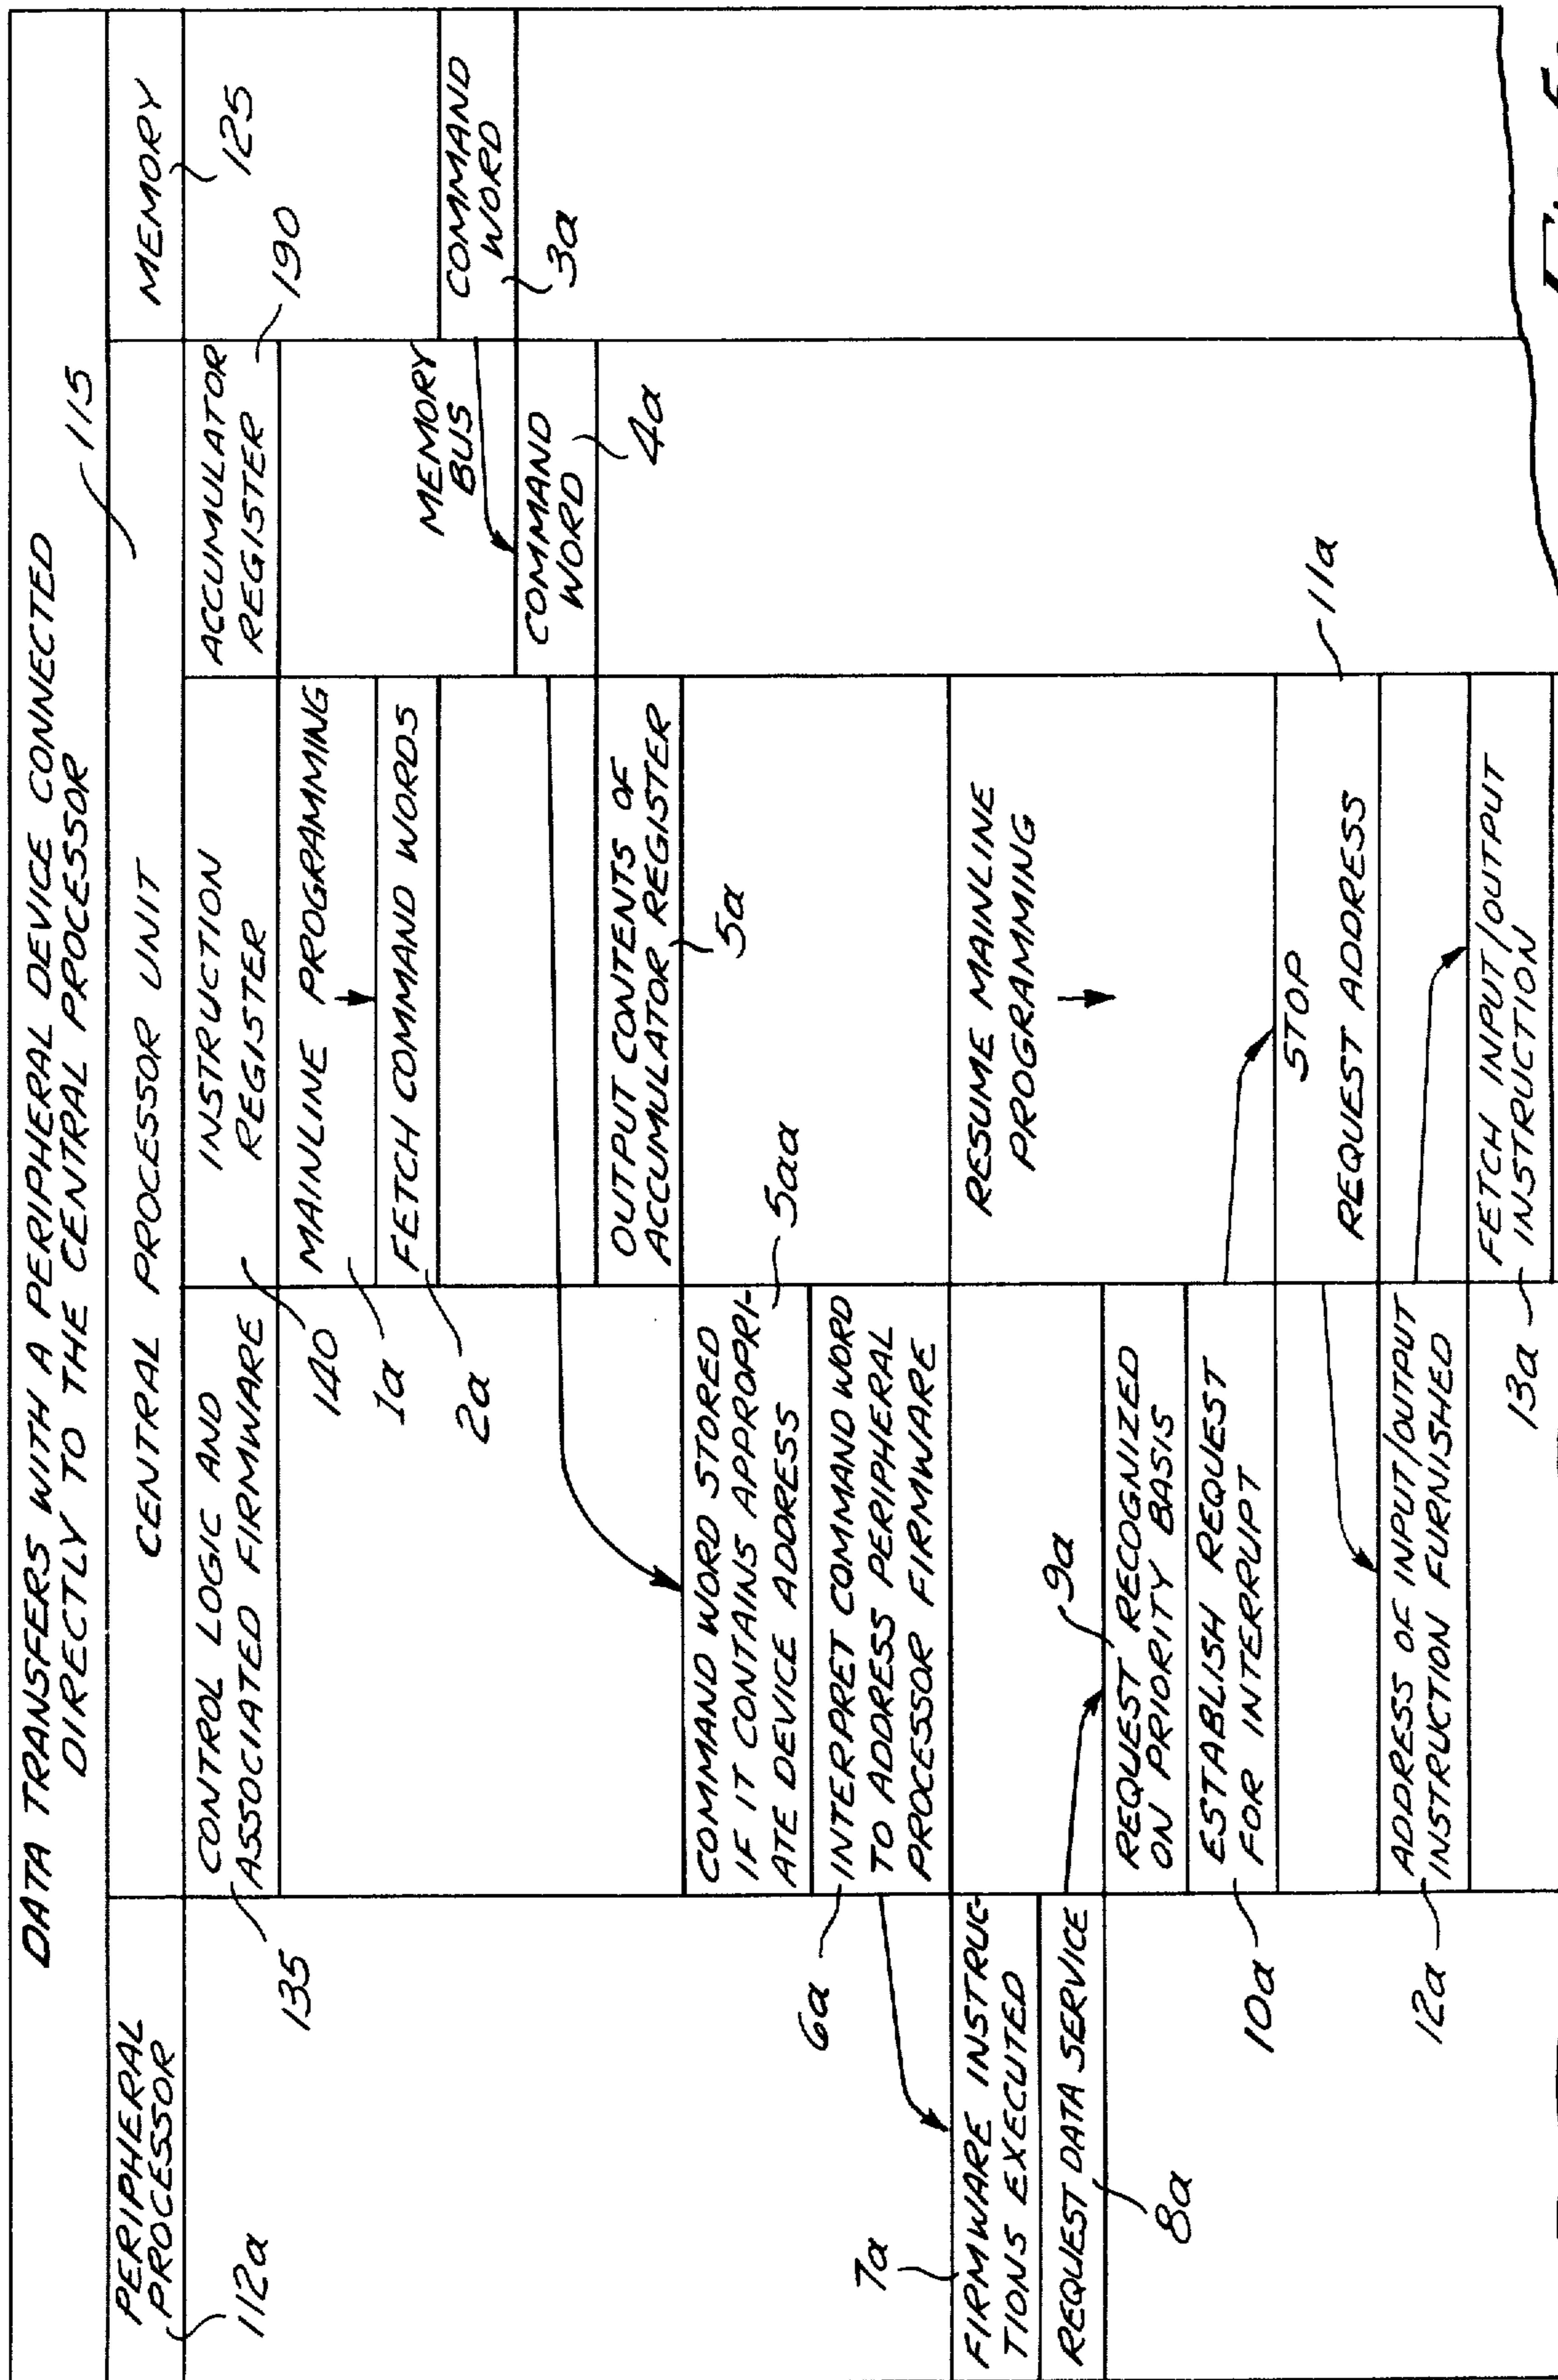 DATA TRANSFERS WITH A PERIPHERAL DEVICE CONNECTED
DIRECTLY TO THE CENTRAL PROCESSOR
115
PERIPHERAL
PROCESSOR
CENTRAL PROCESSOR UNIT
MEMORY
112a
125
135
CONTROL LOGIC AND
ASSOCIATED FIRMWARE
140
INSTRUCTION
REGISTER
ACCUMULATOR
REGISTER
190
1a
MAINLINE PROGRAMMING
2a
FETCH COMMAND WORDS
MEMORY
BUS
COMMAND
WORD
3a
COMMAND
WORD
4a
OUTPUT CONTENTS OF
ACCUMULATOR REGISTER
5a
COMMAND WORD STORED
IF IT CONTAINS APPROPRI-
ATE DEVICE ADDRESS
5aa
6a
INTERPRET COMMAND WORD
TO ADDRESS PERIPHERAL
PROCESSOR FIRMWARE
7a
FIRMWARE INSTRUC-
TIONS EXECUTED
RESUME MAINLINE
PROGRAMMING
REQUEST DATA SERVICE
8a
9a
REQUEST RECOGNIZED
ON PRIORITY BASIS
10a
ESTABLISH REQUEST
FOR INTERRUPT
STOP
REQUEST ADDRESS
11a
12a
ADDRESS OF INPUT/OUTPUT
INSTRUCTION FURNISHED
13a
FETCH INPUT/OUTPUT
INSTRUCTION